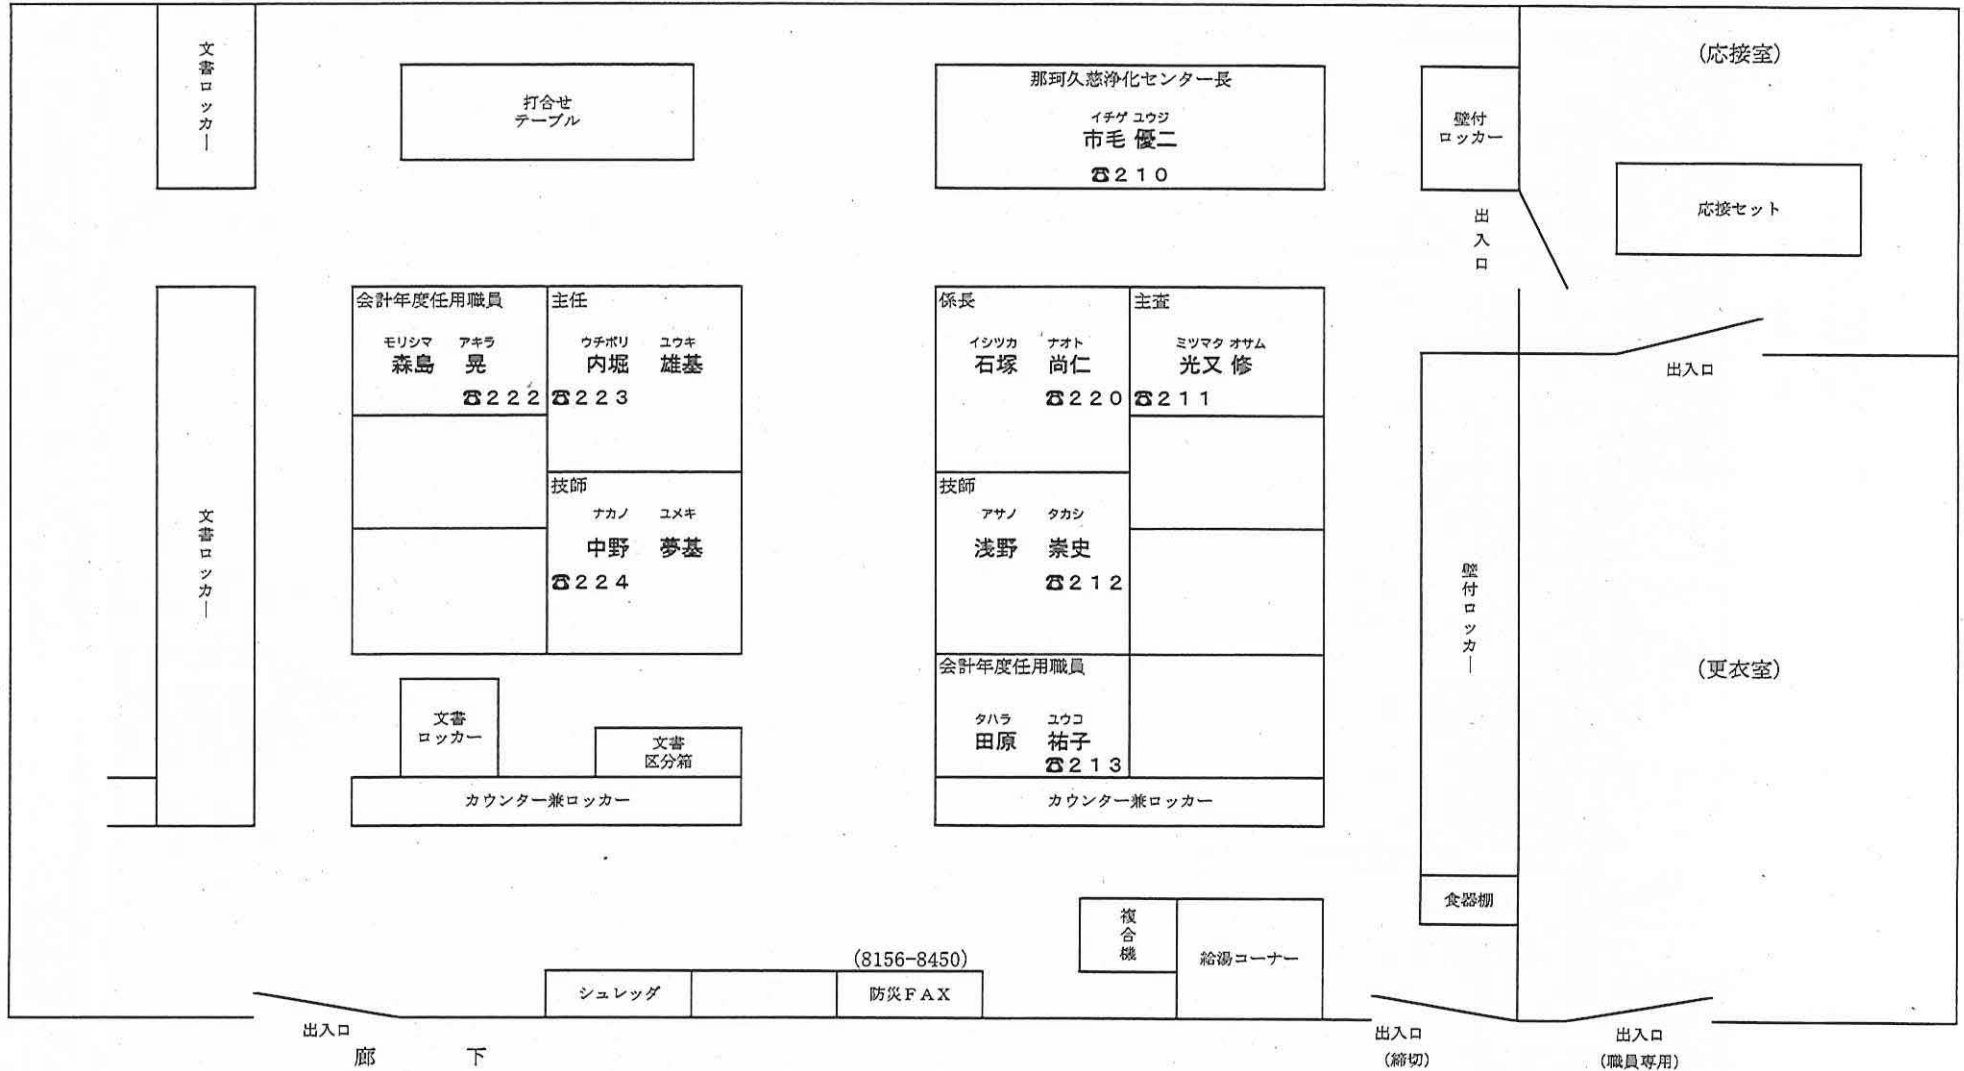 文書ロッカー
打合せ
テーブル
那珂久慈浄化センター長
イチゲ ユウジ
市毛 優二
☎210
壁付
ロッカー
(応接室)
応接セット
出入口
出入口
文書ロッカー
会計年度任用職員
モリシマ アキラ
森島 晃
☎222
主任
ウチボリ ユウキ
内堀 雄基
☎223
技師
ナカノ ユメキ
中野 夢基
☎224
係長
イシツカ ナオト
石塚 尚仁
☎220
主査
ミツマタ オサム
光又 修
☎211
技師
アサノ タカシ
浅野 崇史
☎212
会計年度任用職員
タハラ ユウコ
田原 祐子
☎213
壁付ロッカー
(更衣室)
文書
ロッカー
文書
区分箱
カウンター兼ロッカー
カウンター兼ロッカー
食器棚
複合機
給湯コーナー
(8156-8450)
シュレッダ
防災FAX
出入口
廊 下
出入口
(締切)
出入口
(職員専用)